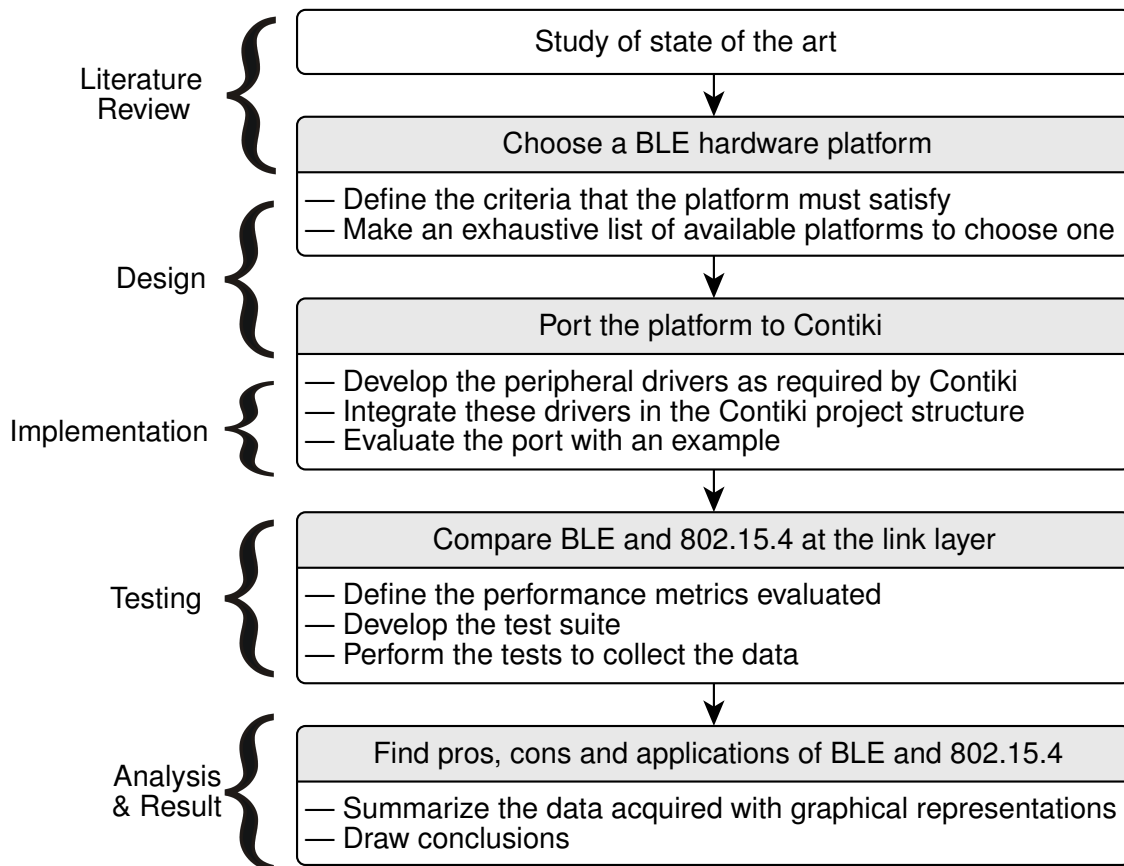 Study of state of the art
Literature
Review
Choose a BLE hardware platform
— Define the criteria that the platform must satisfy
— Make an exhaustive list of available platforms to choose one
Design
Port the platform to Contiki
— Develop the peripheral drivers as required by Contiki
— Integrate these drivers in the Contiki project structure
— Evaluate the port with an example
Implementation
Compare BLE and 802.15.4 at the link layer
— Define the performance metrics evaluated
— Develop the test suite
— Perform the tests to collect the data
Testing
Find pros, cons and applications of BLE and 802.15.4
— Summarize the data acquired with graphical representations
— Draw conclusions
Analysis
& Result